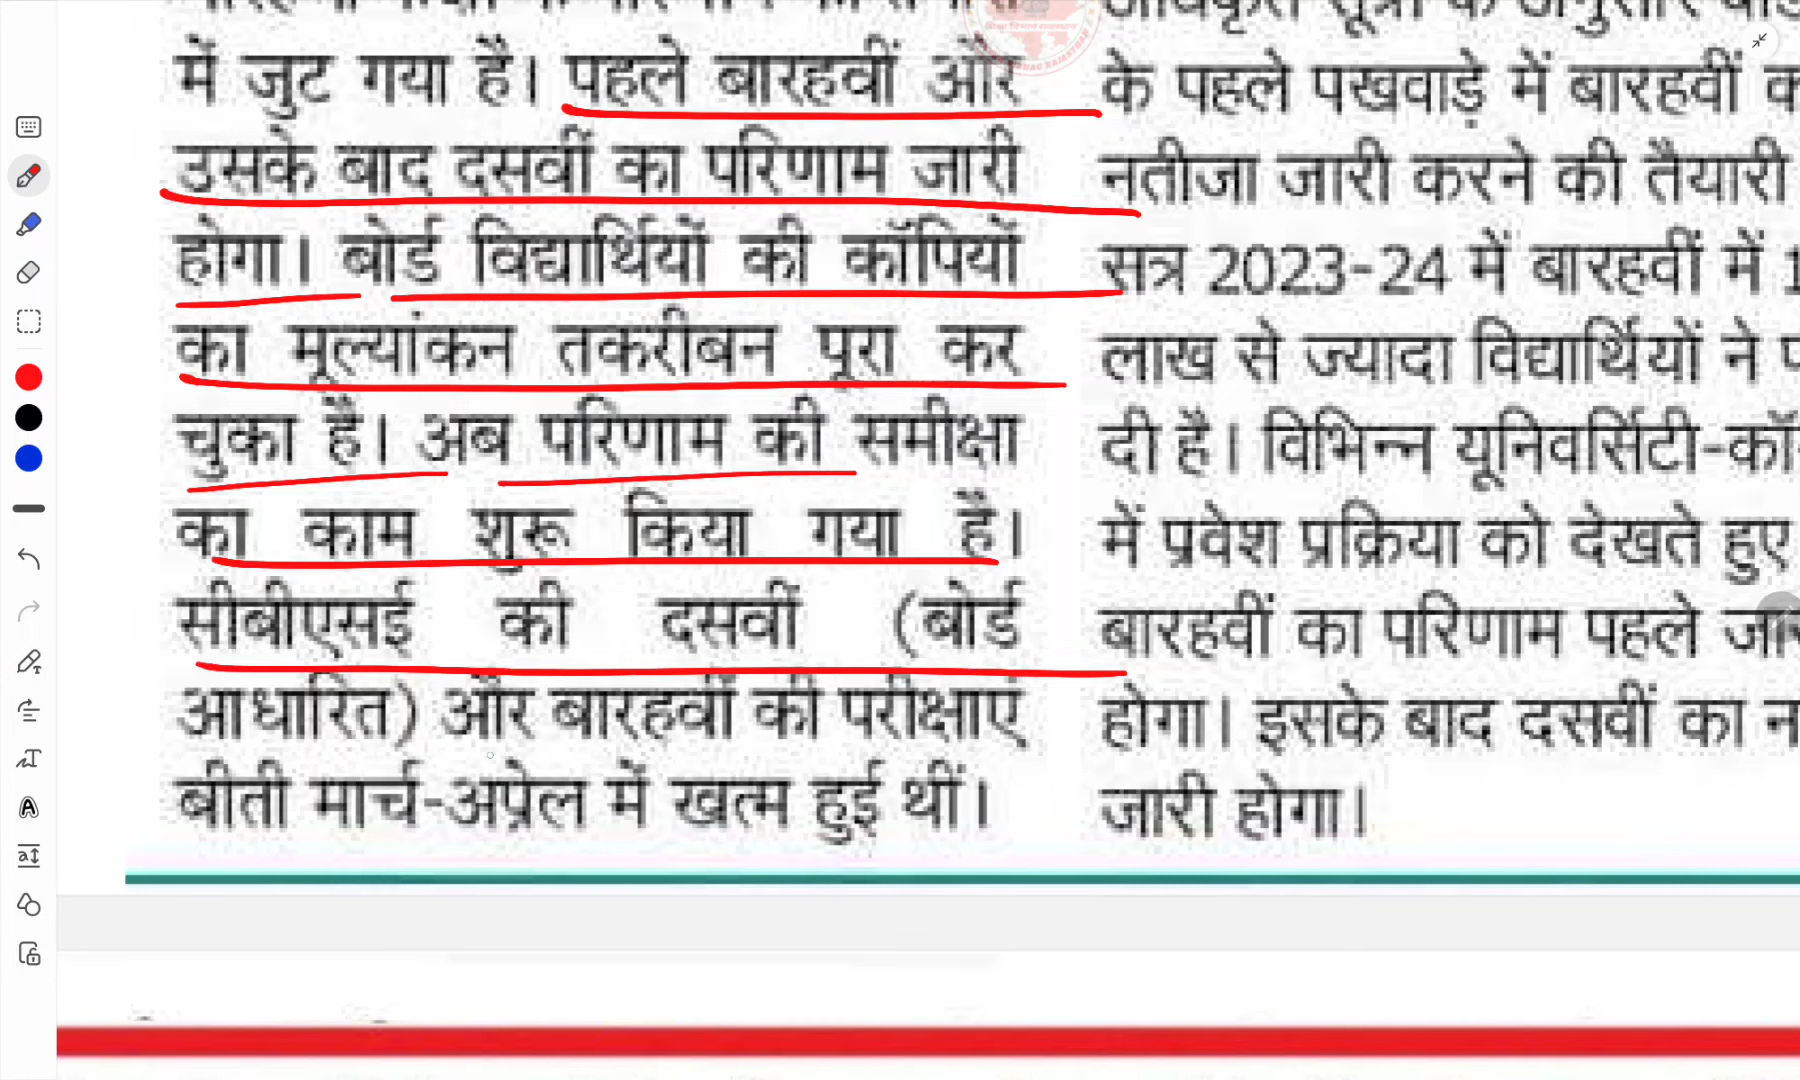 में जुट गया है। पहले बारहवीं और
उसके बाद दसवीं का परिणाम जारी
होगा। बोर्ड विद्यार्थियों की कॉपियों
का मूल्यांकन तकरीबन पूरा कर
चुका है। अब परिणाम की समीक्षा
का काम शुरू किया गया है।
सीबीएसई की दसवीं (बोर्ड
आधारित) और बारहवीं की परीक्षाएं
बीती मार्च-अप्रेल में खत्म हुई थीं।
के पहले पखवाड़े में बारहवीं
नतीजा जारी करने की तैयारी
सत्र 2023-24 में बारहवीं में
लाख से ज्यादा विद्यार्थियों ने
दी है। विभिन्न यूनिवर्सिटी-
में प्रवेश प्रक्रिया को देखते हुए
बारहवीं का परिणाम पहले
होगा। इसके बाद दसवीं का
जारी होगा।